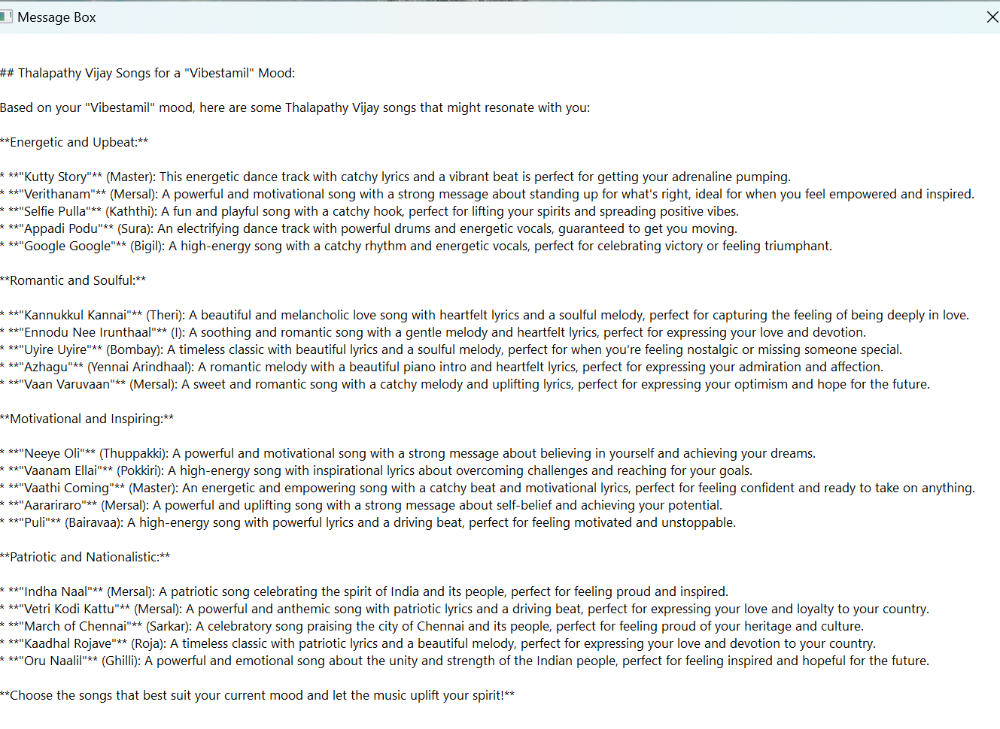 Message Box
## Thalapathy Vijay Songs for a "Vibestamil" Mood:
Based on your "Vibestamil" mood, here are some Thalapathy Vijay songs that might resonate with you:
**Energetic and Upbeat:**
* **"Kutty Story"** (Master): This energetic dance track with catchy lyrics and a vibrant beat is perfect for getting your adrenaline pumping.
* **"Verithanam"** (Mersal): A powerful and motivational song with a strong message about standing up for what's right, ideal for when you feel empowered and inspired.
* **"Selfie Pulla"** (Kaththi): A fun and playful song with a catchy hook, perfect for lifting your spirits and spreading positive vibes.
* **"Appadi Podu"** (Sura): An electrifying dance track with powerful drums and energetic vocals, guaranteed to get you moving.
* **"Google Google"** (Bigil): A high-energy song with a catchy rhythm and energetic vocals, perfect for celebrating victory or feeling triumphant.
**Romantic and Soulful:**
* **"Kannukkul Kannai"** (Theri): A beautiful and melancholic love song with heartfelt lyrics and a soulful melody, perfect for capturing the feeling of being deeply in love.
* **"Ennodu Nee Irunthaal"** (I): A soothing and romantic song with a gentle melody and heartfelt lyrics, perfect for expressing your love and devotion.
* **"Uyire Uyire"** (Bombay): A timeless classic with beautiful lyrics and a soulful melody, perfect for when you're feeling nostalgic or missing someone special.
* **"Azhagu"** (Yennai Arindhaal): A romantic melody with a beautiful piano intro and heartfelt lyrics, perfect for expressing your admiration and affection.
* **"Vaan Varuvaan"** (Mersal): A sweet and romantic song with a catchy melody and uplifting lyrics, perfect for expressing your optimism and hope for the future.
**Motivational and Inspiring:**
* **"Neeye Oli"** (Thuppakki): A powerful and motivational song with a strong message about believing in yourself and achieving your dreams.
* **"Vaanam Ellai"** (Pokkiri): A high-energy song with inspirational lyrics about overcoming challenges and reaching for your goals.
* **"Vaathi Coming"** (Master): An energetic and empowering song with a catchy beat and motivational lyrics, perfect for feeling confident and ready to take on anything.
* **"Aarariraro"** (Mersal): A powerful and uplifting song with a strong message about self-belief and achieving your potential.
* **"Puli"** (Bairavaa): A high-energy song with powerful lyrics and a driving beat, perfect for feeling motivated and unstoppable.
**Patriotic and Nationalistic:**
* **"Indha Naal"** (Mersal): A patriotic song celebrating the spirit of India and its people, perfect for feeling proud and inspired.
* **"Vetri Kodi Kattu"** (Mersal): A powerful and anthemic song with patriotic lyrics and a driving beat, perfect for expressing your love and loyalty to your country.
* **"March of Chennai"** (Sarkar): A celebratory song praising the city of Chennai and its people, perfect for feeling proud of your heritage and culture.
* **"Kaadhal Rojave"** (Roja): A timeless classic with patriotic lyrics and a beautiful melody, perfect for expressing your love and devotion to your country.
* **"Oru Naalil"** (Ghilli): A powerful and emotional song about the unity and strength of the Indian people, perfect for feeling inspired and hopeful for the future.
**Choose the songs that best suit your current mood and let the music uplift your spirit!**